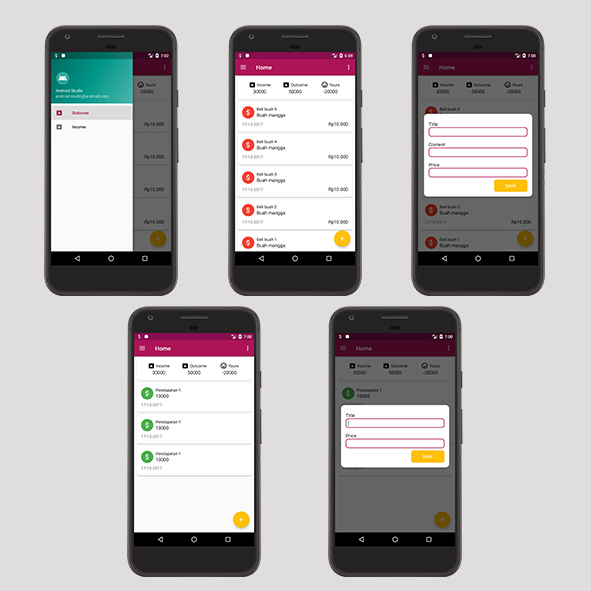 7:02
Android Studio
android.studio@android.com
Outcome
Income
Yours
-20000
Rp10.000
Rp10.000
Rp10.000
Rp10.000
6:59
Home
Income
30000
Outcome
50000
Yours
-20000
Beli buah 5
Buah mangga
17-12-2017
Rp10.000
Beli buah 4
Buah mangga
17-12-2017
Rp10.000
Beli buah 3
Buah mangga
17-12-2017
Rp10.000
Beli buah 2
Buah mangga
17-12-2017
Rp10.000
Beli buah 1
Buah mangga
7:00
Home
Income
30000
Outcome
50000
Yours
-20000
Beli buah 5
Title
Content
Price
SAVE
Beli buah 2
Buah mangga
17-12-2017
Rp10.000
Beli buah 1
Buah mangga
7:00
Home
Income
30000
Outcome
50000
Yours
-20000
Pendapatan 1
10000
17-12-2017
Pendapatan 1
10000
17-12-2017
Pendapatan 1
10000
17-12-2017
7:00
Home
Income
30000
Outcome
50000
Yours
-20000
Pendapatan 1
10000
Title
Price
SAVE
17-12-2017